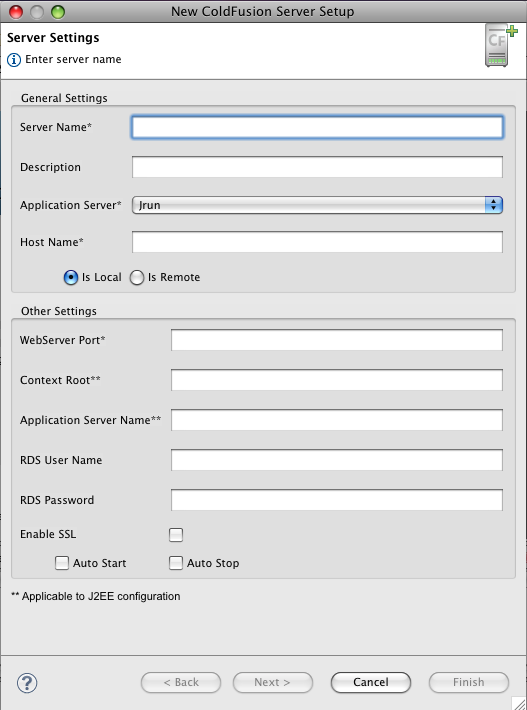 New ColdFusion Server Setup
Server Settings
Enter server name
CF
General Settings
Server Name*
Description
Application Server* Jrun
Host Name*
Is Local Is Remote
Other Settings
WebServer Port*
Context Root**
Application Server Name**
RDS User Name
RDS Password
Enable SSL
Auto Start Auto Stop
** Applicable to J2EE configuration
? < Back Next > Cancel Finish